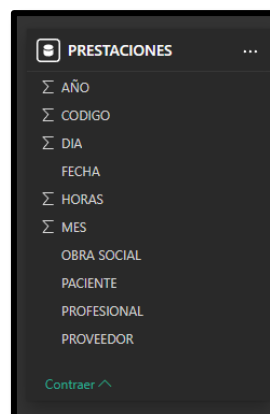 PRESTACIONES ...
∑ AÑO
∑ CODIGO
∑ DIA
FECHA
∑ HORAS
∑ MES
OBRA SOCIAL
PACIENTE
PROFESIONAL
PROVEEDOR
Contraer